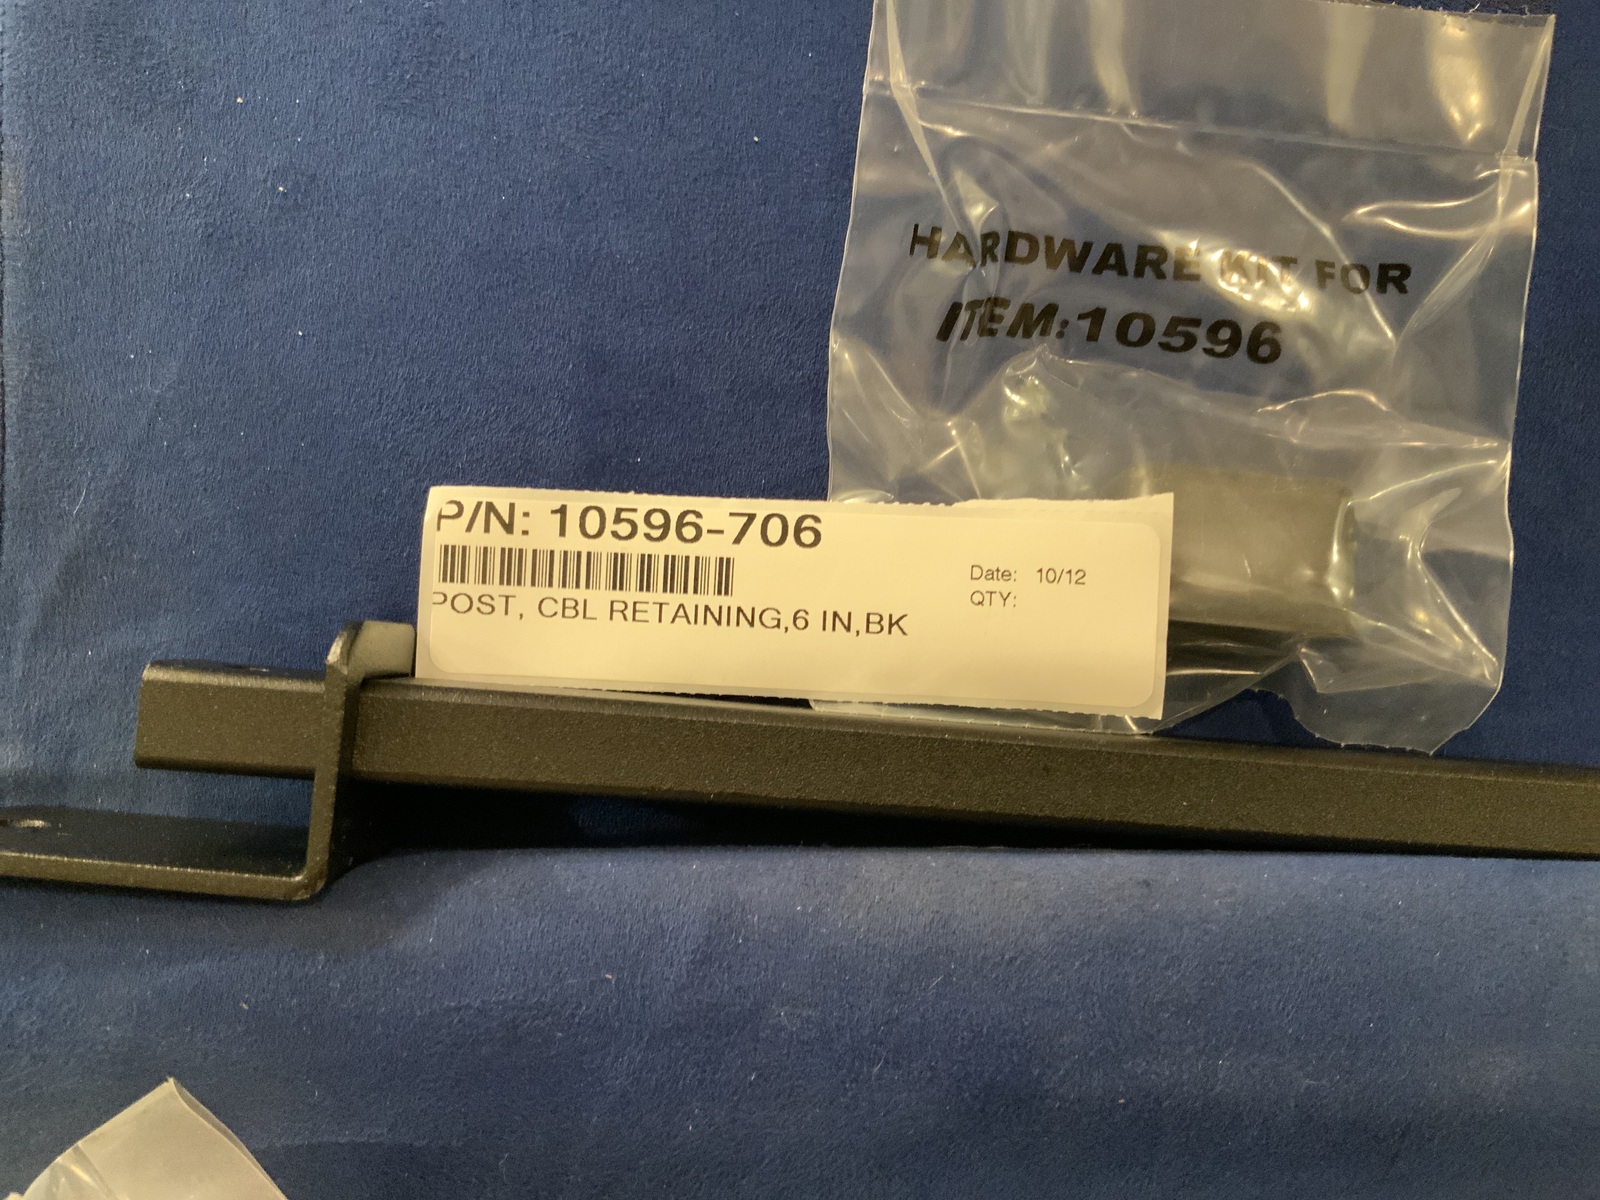 HARDWARE KIT FOR
ITEM:10596
P/N: 10596-706
POST, CBL RETAINING,6 IN,BK
Date: 10/12
QTY: